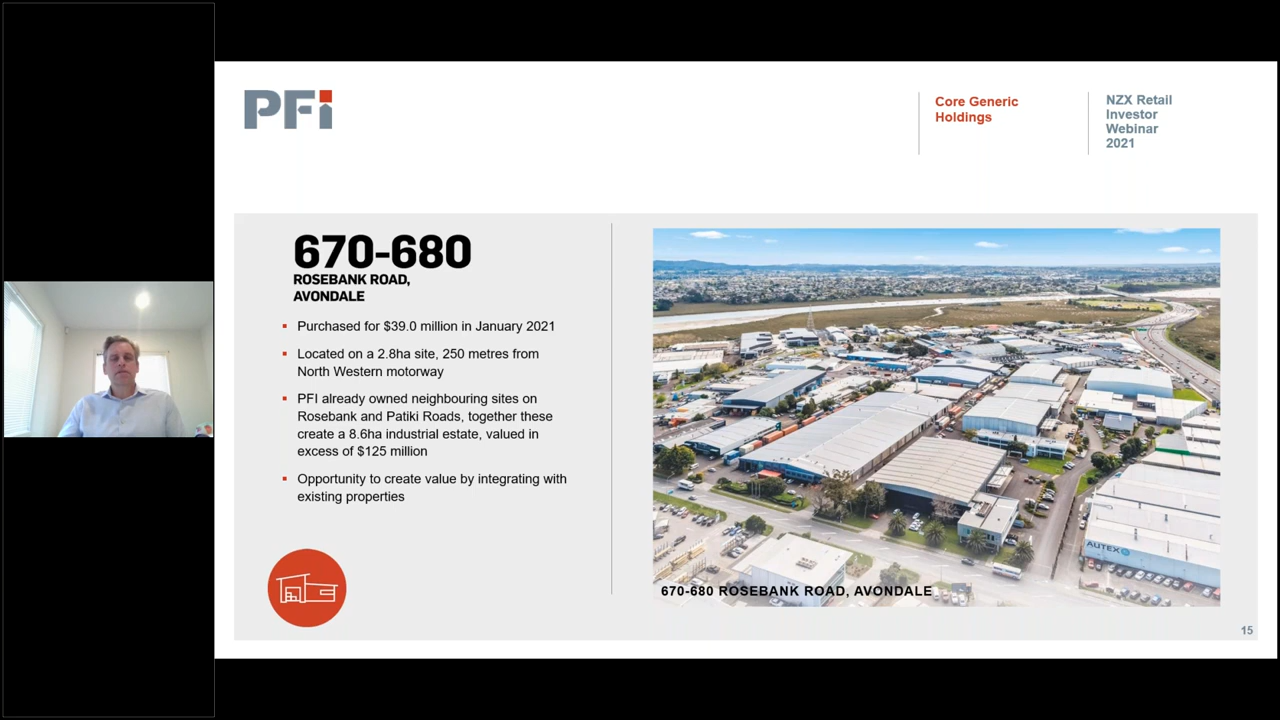 PFi
Core Generic
Holdings
NZX Retail
Investor
Webinar
2021
670-680
ROSEBANK ROAD,
AVONDALE
Purchased for $39.0 million in January 2021
Located on a 2.8ha site, 250 metres from
North Western motorway
PFI already owned neighbouring sites on
Rosebank and Patiki Roads, together these
create a 8.6ha industrial estate, valued in
excess of $125 million
Opportunity to create value by integrating with
existing properties
AUTEX
670-680 ROSEBANK ROAD, AVONDALE
15